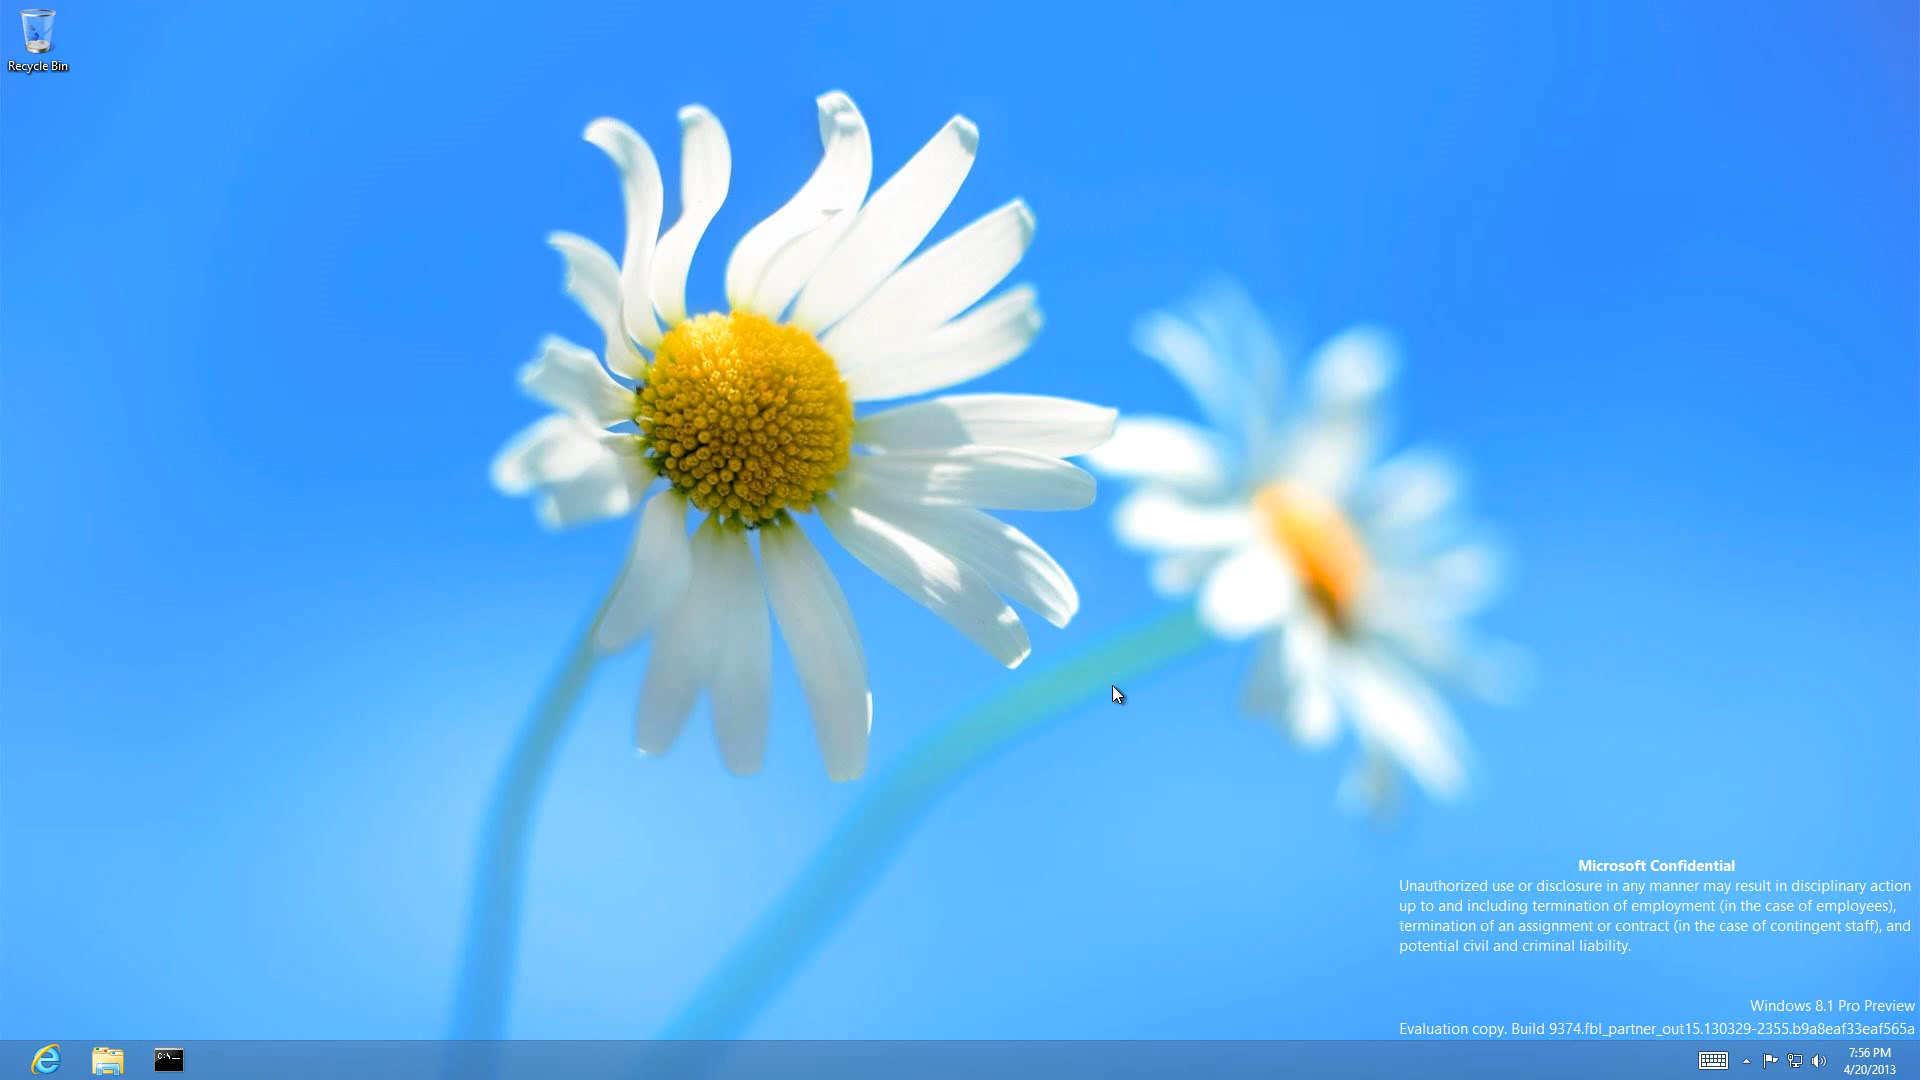 Recycle Bin
Microsoft Confidential
Unauthorized use or disclosure in any manner may result in disciplinary action
up to and including termination of employment (in the case of employees),
termination of an assignment or contract (in the case of contingent staff), and
potential civil and criminal liability.
Windows 8.1 Pro Preview
Evaluation copy. Build 9374.fbl_partner_out15.130329-2355.b9a8eaf33eaf565a
C:\_
7:56 PM
4/20/2013